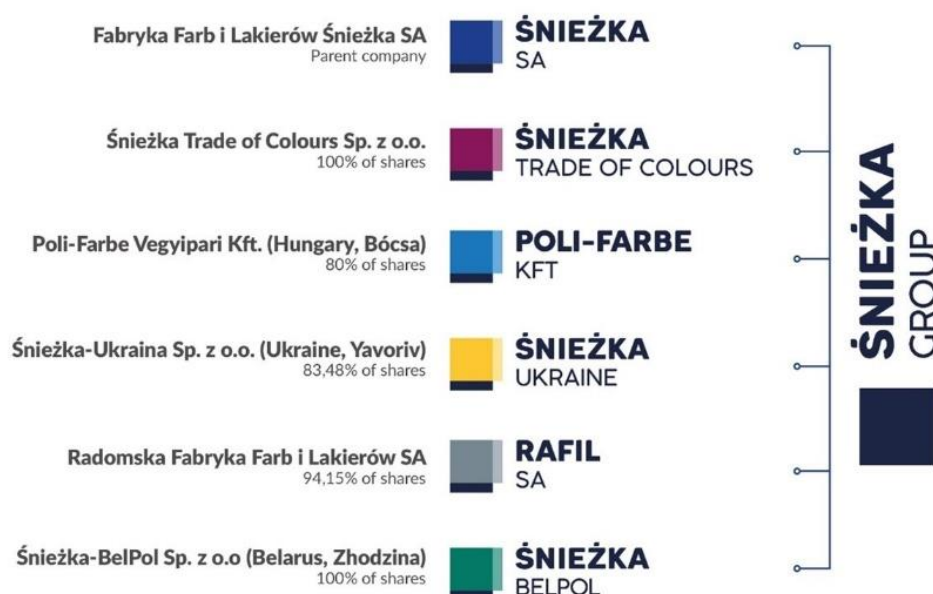 Fabryka Farb i Lakierów Śnieżka SA
Parent company
ŚNIEŻKA
SA
Śnieżka Trade of Colours Sp. z o.o.
100% of shares
ŚNIEŻKA
TRADE OF COLOURS
Poli-Farbe Vegyipari Kft. (Hungary, Bócsa)
80% of shares
POLI-FARBE
KFT
Śnieżka-Ukraina Sp. z o.o. (Ukraine, Yavoriv)
83,48% of shares
ŚNIEŻKA
UKRAINE
Radomska Fabryka Farb i Lakierów SA
94,15% of shares
RAFIL
SA
Śnieżka-BelPol Sp. z o.o (Belarus, Zhodzina)
100% of shares
ŚNIEŻKA
BELPOL
ŚNIEŻKA
GROUP